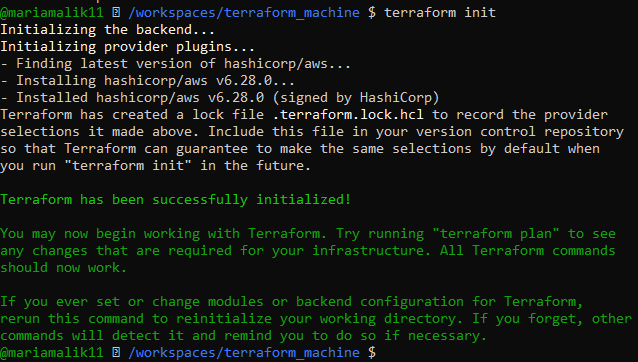 @mariamalik11 /workspaces/terraform_machine $ terraform init
Initializing the backend...
Initializing provider plugins...
- Finding latest version of hashicorp/aws...
- Installing hashicorp/aws v6.28.0...
- Installed hashicorp/aws v6.28.0 (signed by HashiCorp)
Terraform has created a lock file .terraform.lock.hcl to record the provider
selections it made above. Include this file in your version control repository
so that Terraform can guarantee to make the same selections by default when
you run "terraform init" in the future.
Terraform has been successfully initialized!
You may now begin working with Terraform. Try running "terraform plan" to see
any changes that are required for your infrastructure. All Terraform commands
should now work.
If you ever set or change modules or backend configuration for Terraform,
rerun this command to reinitialize your working directory. If you forget, other
commands will detect it and remind you to do so if necessary.
@mariamalik11 /workspaces/terraform_machine $